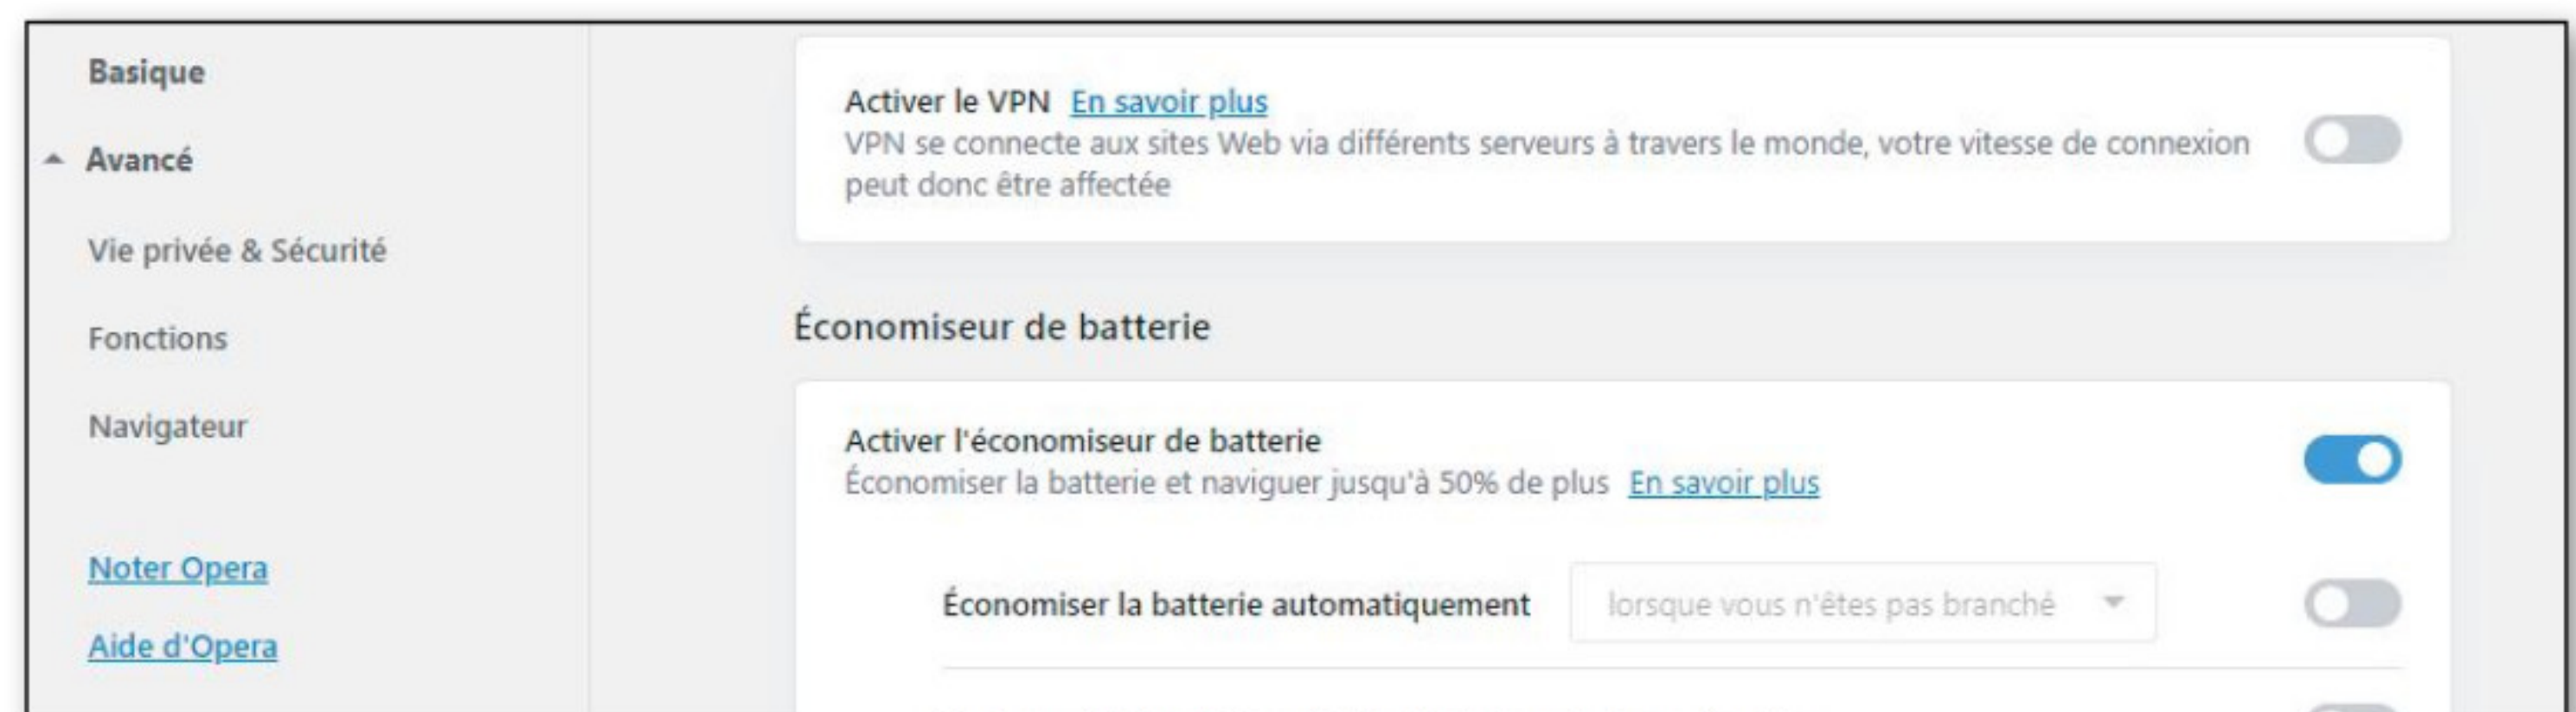 Basique
Avancé
Vie privée & Sécurité
Fonctions
Navigateur
Noter Opera
Aide d'Opera
Activer le VPN En savoir plus
VPN se connecte aux sites Web via différents serveurs à travers le monde, votre vitesse de connexion
peut donc être affectée
Économiseur de batterie
Activer l'économiseur de batterie
Économiser la batterie et naviguer jusqu'à 50% de plus En savoir plus
Économiser la batterie automatiquement lorsque vous n'êtes pas branché